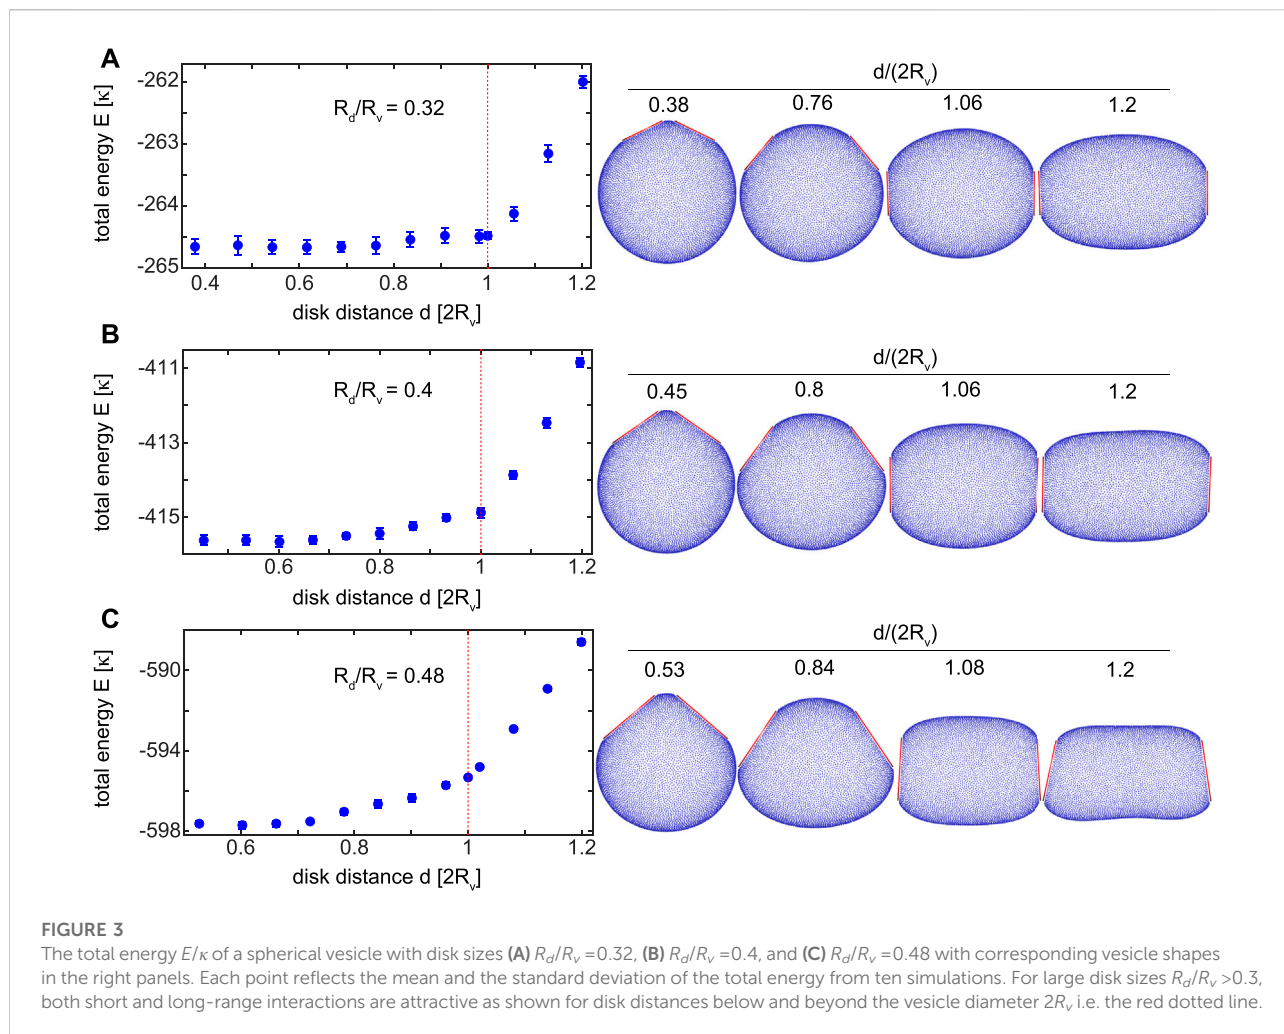 A
total energy E [κ]
-262
-263
-264
-265
R_d/R_v = 0.32
0.4
0.6
0.8
1
1.2
disk distance d [2R_v]
d/(2R_v)
0.38 0.76 1.06 1.2
B
total energy E [κ]
-411
-413
-415
R_d/R_v = 0.4
0.6
0.8
1
1.2
disk distance d [2R_v]
d/(2R_v)
0.45 0.8 1.06 1.2
C
total energy E [κ]
-590
-594
-598
R_d/R_v = 0.48
0.6
0.8
1
1.2
disk distance d [2R_v]
d/(2R_v)
0.53 0.84 1.08 1.2
FIGURE 3
The total energy E/κ of a spherical vesicle with disk sizes (A) R_d/R_v =0.32, (B) R_d/R_v =0.4, and (C) R_d/R_v =0.48 with corresponding vesicle shapes
in the right panels. Each point reflects the mean and the standard deviation of the total energy from ten simulations. For large disk sizes R_d/R_v >0.3,
both short and long-range interactions are attractive as shown for disk distances below and beyond the vesicle diameter 2R_v i.e. the red dotted line.